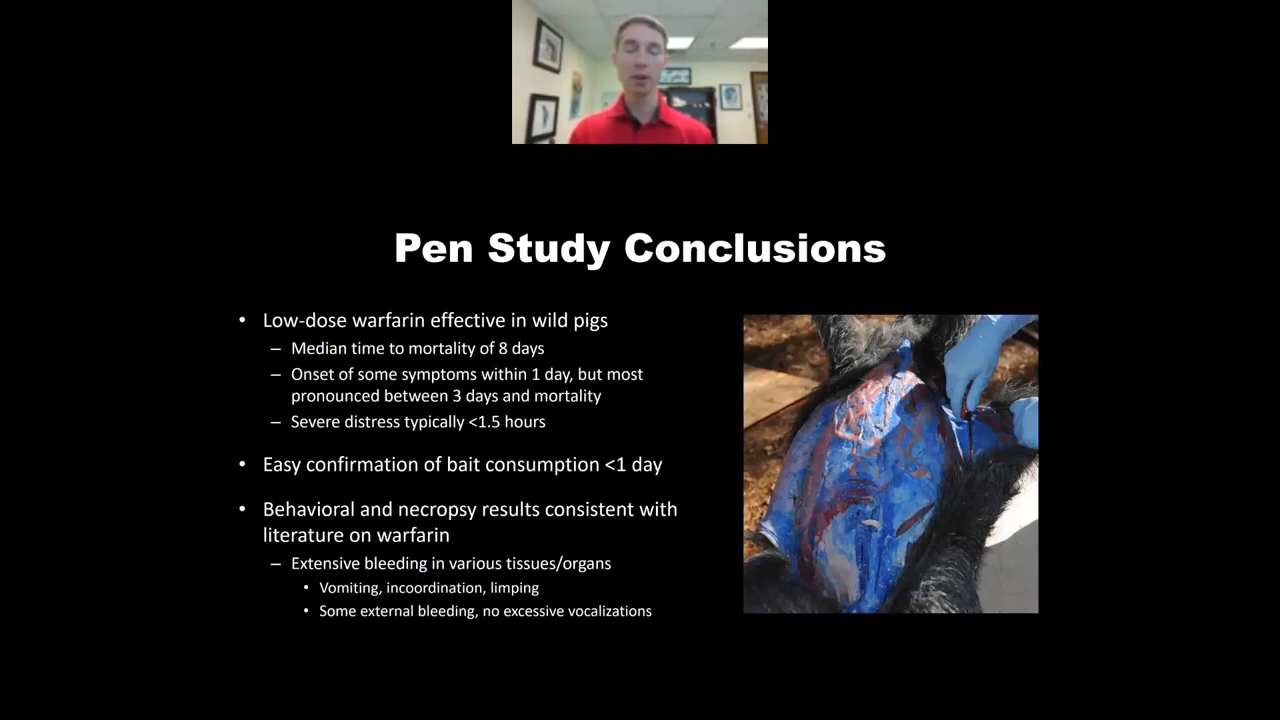 Pen Study Conclusions
• Low-dose warfarin effective in wild pigs
– Median time to mortality of 8 days
– Onset of some symptoms within 1 day, but most
pronounced between 3 days and mortality
– Severe distress typically <1.5 hours
• Easy confirmation of bait consumption <1 day
• Behavioral and necropsy results consistent with
literature on warfarin
– Extensive bleeding in various tissues/organs
• Vomiting, incoordination, limping
• Some external bleeding, no excessive vocalizations